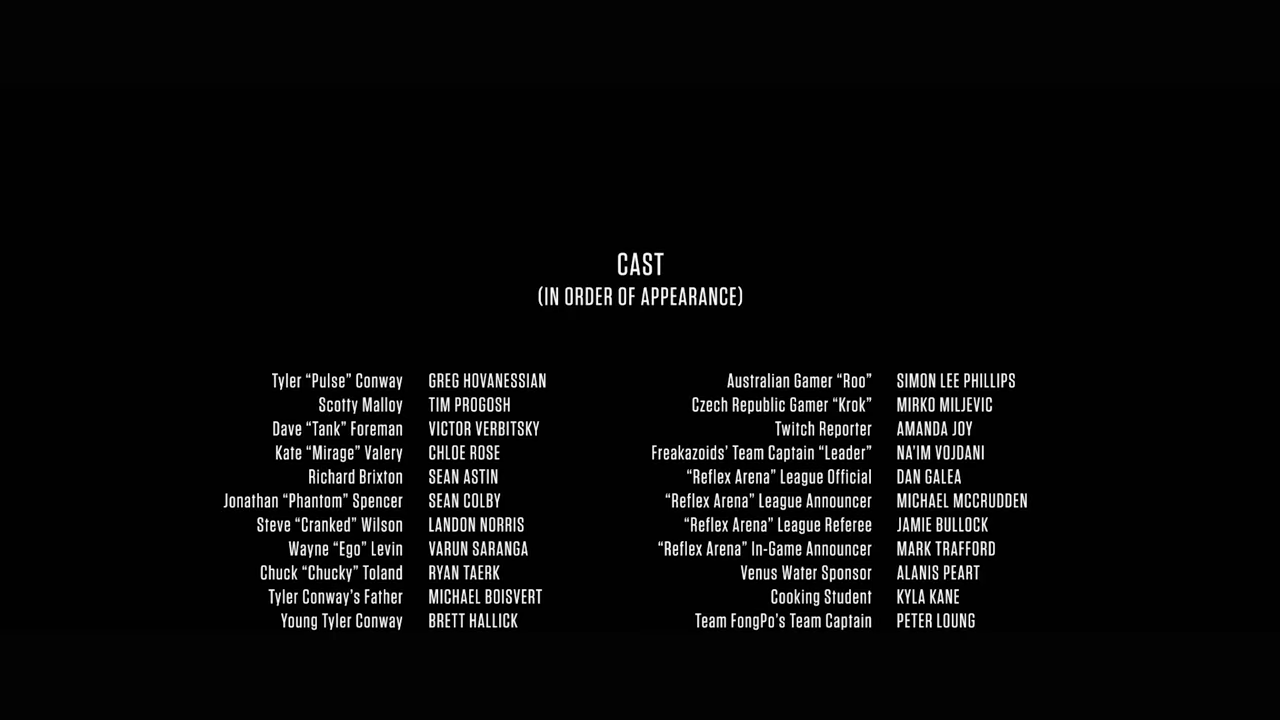 CAST
(IN ORDER OF APPEARANCE)
Tyler “Pulse” Conway GREG HOVANESSIAN
Scotty Malloy TIM PROGOSH
Dave “Tank” Foreman VICTOR VERBITSKY
Kate “Mirage” Valery CHLOE ROSE
Richard Brixton SEAN ASTIN
Jonathan “Phantom” Spencer SEAN COLBY
Steve “Cranked” Wilson LANDON NORRIS
Wayne “Ego” Levin VARUN SARANGA
Chuck “Chucky” Toland RYAN TAERK
Tyler Conway's Father MICHAEL BOISVERT
Young Tyler Conway BRETT HALLICK
Australian Gamer “Roo” SIMON LEE PHILLIPS
Czech Republic Gamer “Krok” MIRKO MILJEVIC
Twitch Reporter AMANDA JOY
Freakazoids’ Team Captain “Leader” NA’IM VOJDANI
“Reflex Arena” League Official DAN GALEA
“Reflex Arena” League Announcer MICHAEL MCCRUDDEN
“Reflex Arena” League Referee JAMIE BULLOCK
“Reflex Arena” In-Game Announcer MARK TRAFFORD
Venus Water Sponsor ALANIS PEART
Cooking Student KYLA KANE
Team FongPo's Team Captain PETER LOUNG